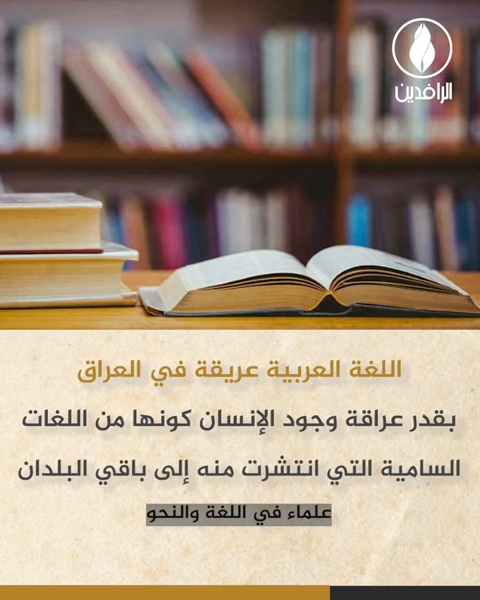 الرافدين
اللغة العربية عريقة في العراق
بقدر عراقة وجود الإنسان كونها من اللغات
السامية التي انتشرت منه إلى باقي البلدان
علماء في اللغة والنحو